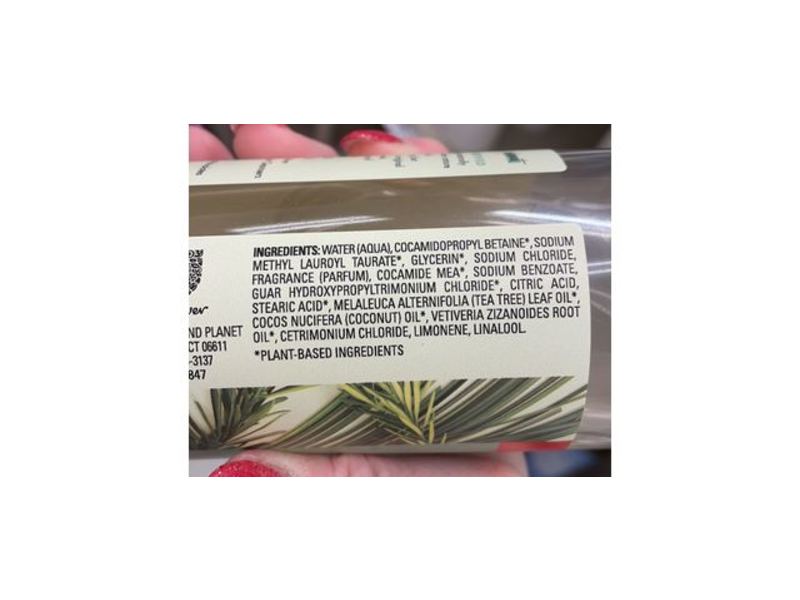 INGREDIENTS: WATER (AQUA), COCAMIDOPROPYL BETAINE*, SODIUM
METHYL LAUROYL TAURATE*, GLYCERIN*, SODIUM CHLORIDE,
FRAGRANCE (PARFUM), COCAMIDE MEA*, SODIUM BENZOATE,
GUAR HYDROXYPROPYLTRIMONIUM CHLORIDE*, CITRIC ACID,
STEARIC ACID*, MELALEUCA ALTERNIFOLIA (TEA TREE) LEAF OIL*,
COCOS NUCIFERA (COCONUT) OIL*, VETIVERIA ZIZANOIDES ROOT
OIL*, CETRIMONIUM CHLORIDE, LIMONENE, LINALOOL.
*PLANT-BASED INGREDIENTS
ver
ND PLANET
CT 06611
-3137
847